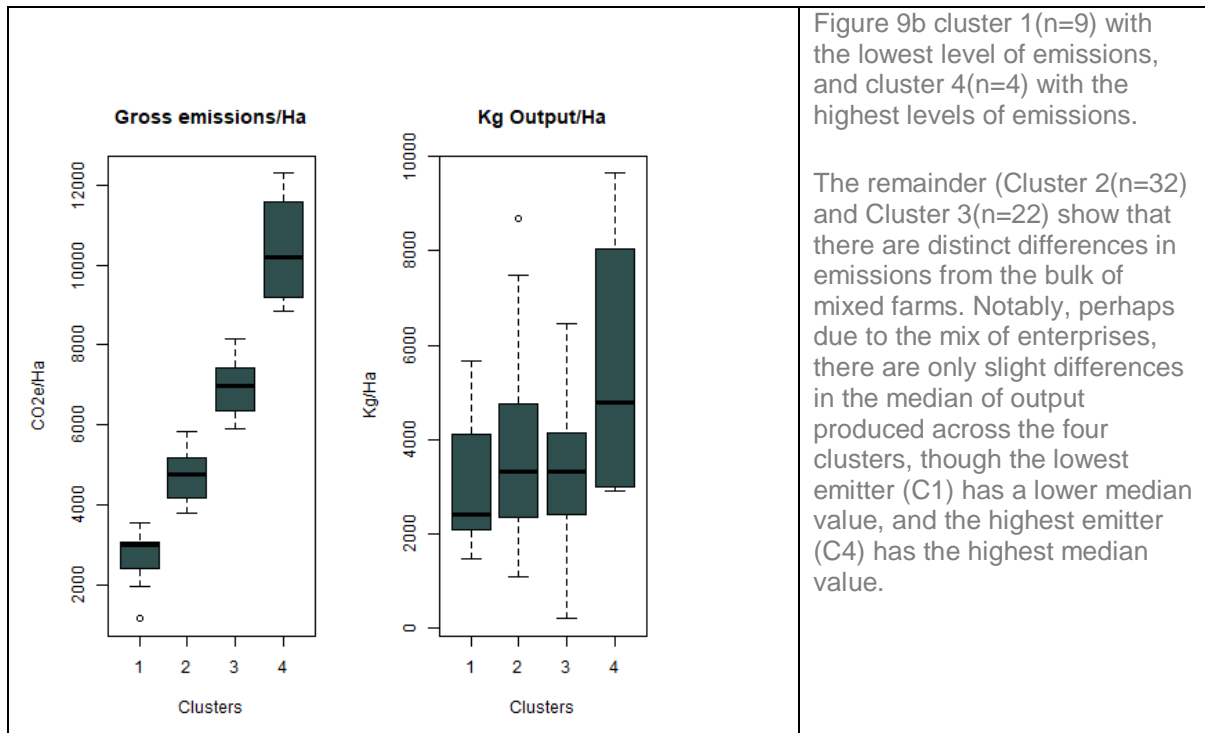 Gross emissions/Ha
CO2e/Ha
12000
10000
8000
6000
4000
2000
1 2 3 4
Clusters
Kg Output/Ha
Kg/Ha
10000
8000
6000
4000
2000
0
1 2 3 4
Clusters
Figure 9b cluster 1(n=9) with
the lowest level of emissions,
and cluster 4(n=4) with the
highest levels of emissions.
The remainder (Cluster 2(n=32)
and Cluster 3(n=22) show that
there are distinct differences in
emissions from the bulk of
mixed farms. Notably, perhaps
due to the mix of enterprises,
there are only slight differences
in the median of output
produced across the four
clusters, though the lowest
emitter (C1) has a lower median
value, and the highest emitter
(C4) has the highest median
value.